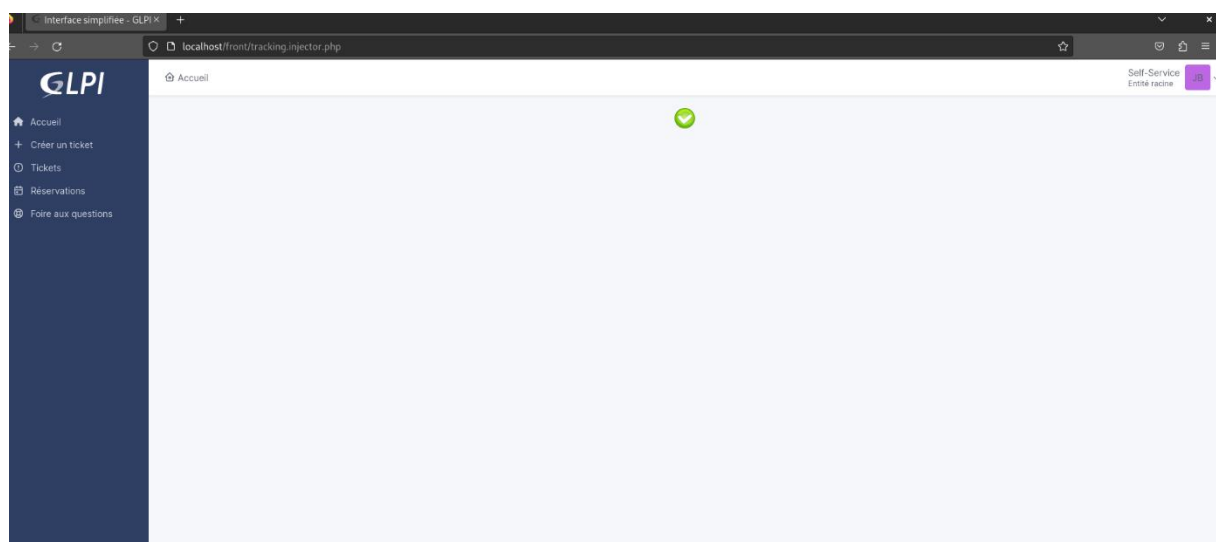 Interface simplifiée - GLPI
localhost/front/tracking.injector.php
GLPI
Accueil
Self-Service
Entité racine
JB
Accueil
Créer un ticket
Tickets
Réservations
Foire aux questions